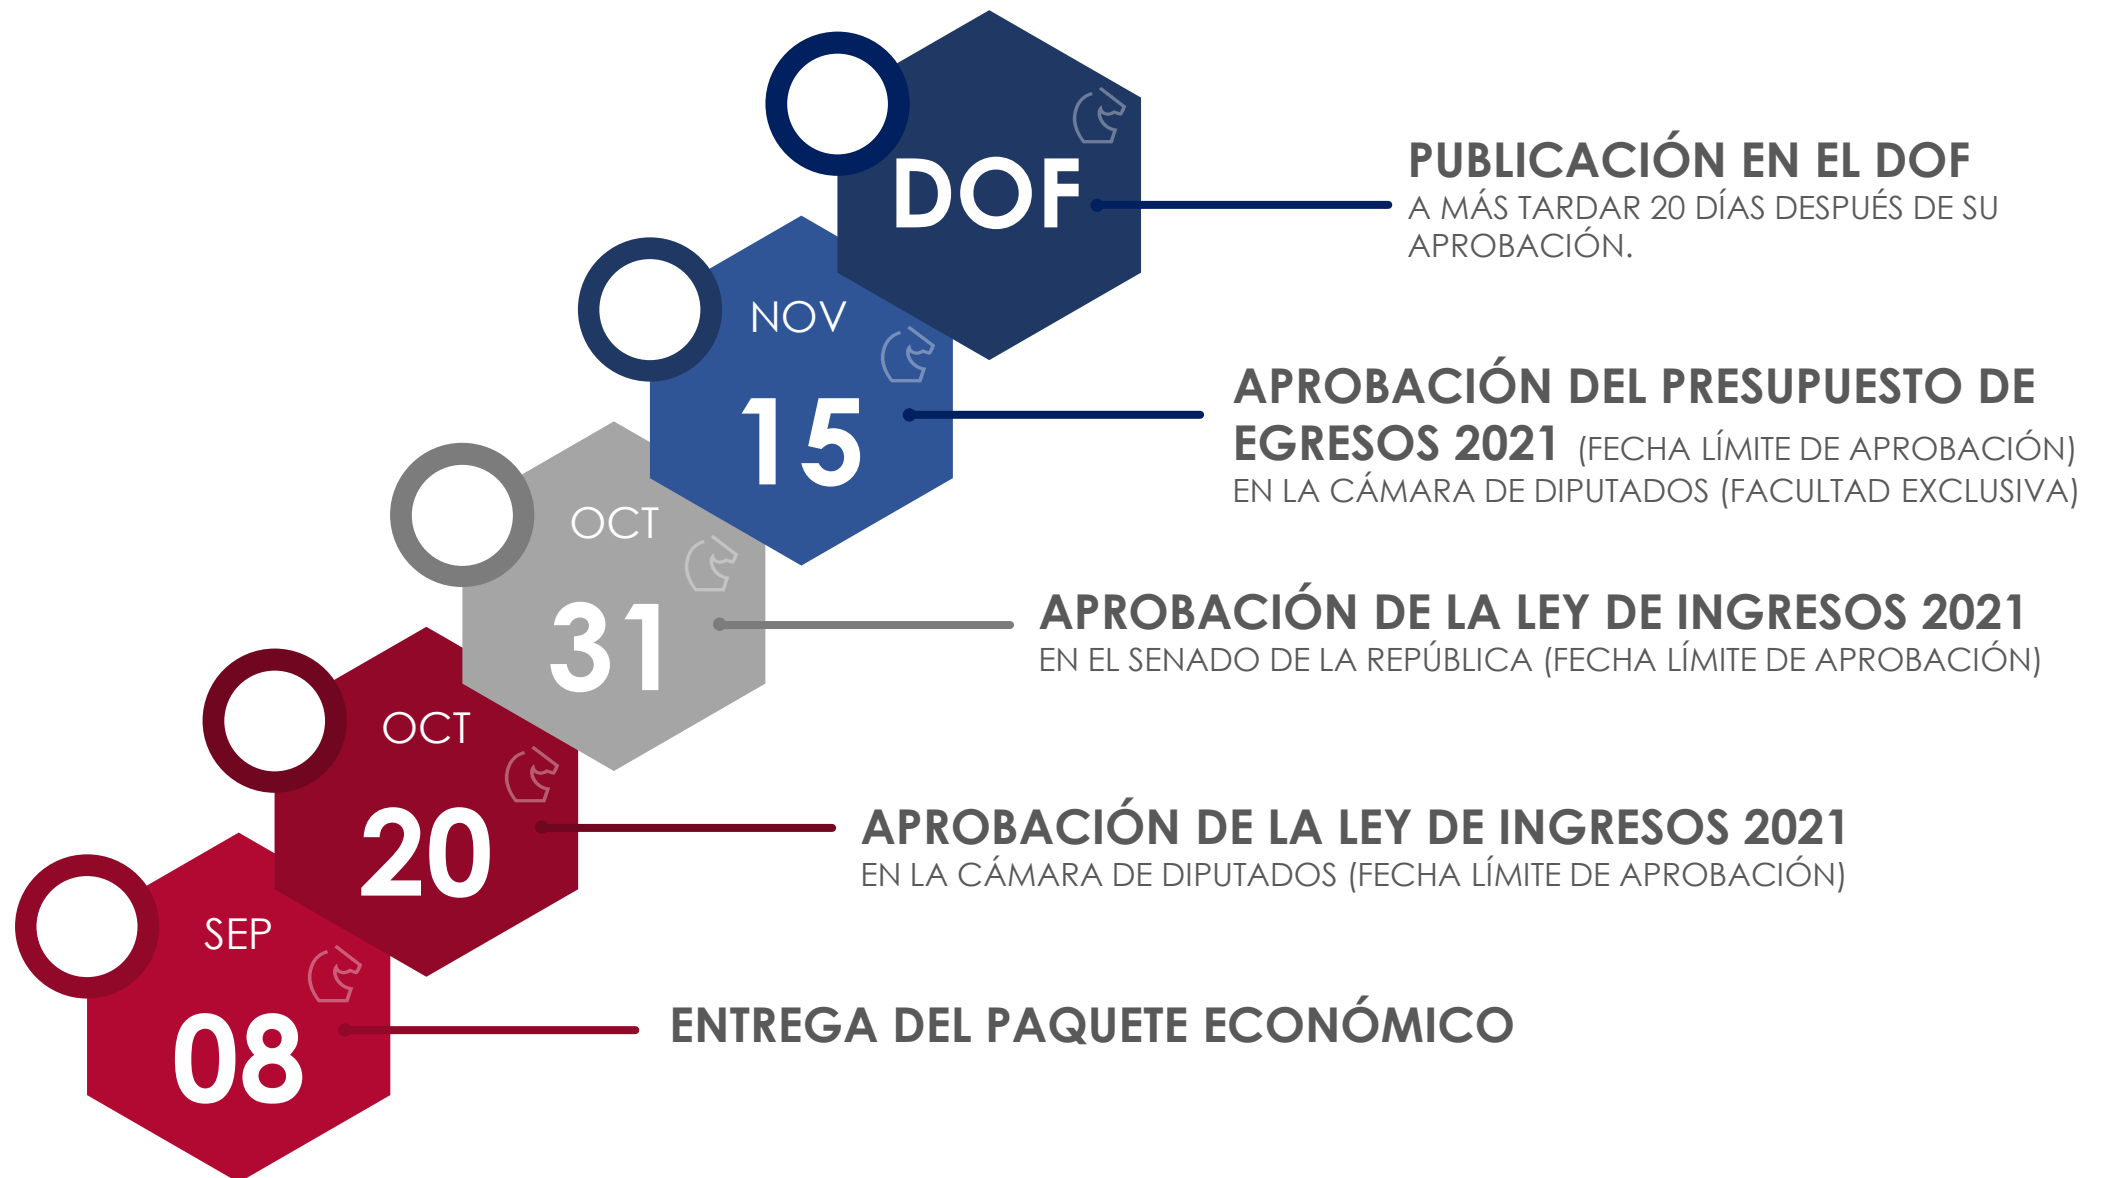 DOF
PUBLICACIÓN EN EL DOF
A MÁS TARDAR 20 DÍAS DESPUÉS DE SU
APROBACIÓN.
NOV
15
APROBACIÓN DEL PRESUPUESTO DE
EGRESOS 2021 (FECHA LÍMITE DE APROBACIÓN)
EN LA CÁMARA DE DIPUTADOS (FACULTAD EXCLUSIVA)
OCT
31
APROBACIÓN DE LA LEY DE INGRESOS 2021
EN EL SENADO DE LA REPÚBLICA (FECHA LÍMITE DE APROBACIÓN)
OCT
20
APROBACIÓN DE LA LEY DE INGRESOS 2021
EN LA CÁMARA DE DIPUTADOS (FECHA LÍMITE DE APROBACIÓN)
SEP
08
ENTREGA DEL PAQUETE ECONÓMICO